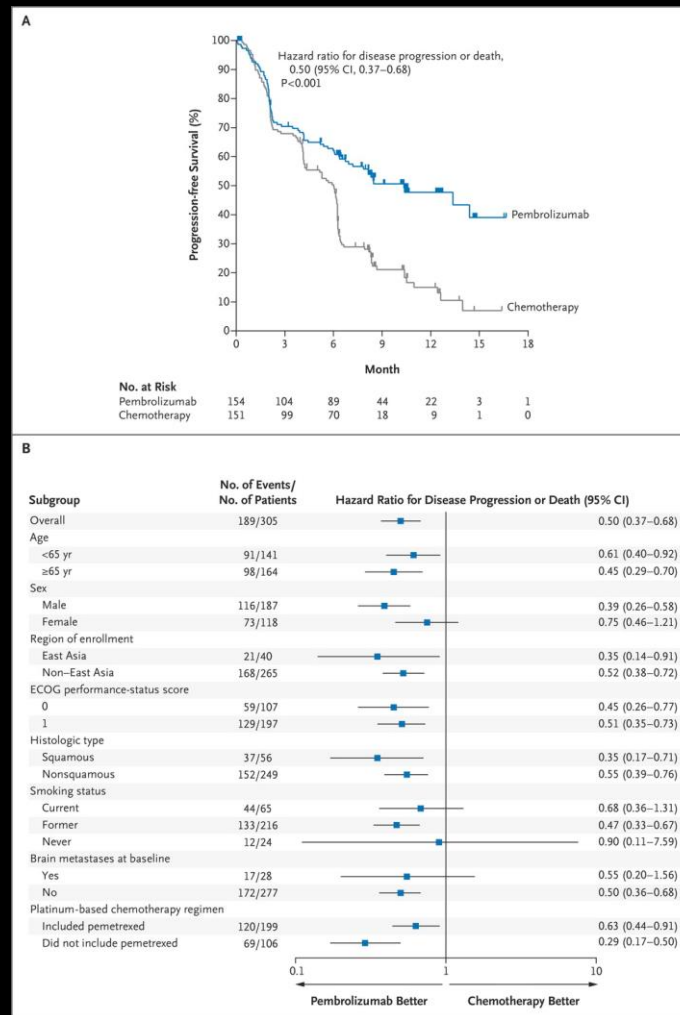 A
Hazard ratio for disease progression or death,
0.50 (95% CI, 0.37–0.68)
P<0.001
Progression-free Survival (%)
100
90
80
70
60
50
40
30
20
10
0
Pembrolizumab
Chemotherapy
0 3 6 9 12 15 18
Month
No. at Risk
Pembrolizumab 154 104 89 44 22 3 1
Chemotherapy 151 99 70 18 9 1 0
B
Subgroup No. of Events/ No. of Patients Hazard Ratio for Disease Progression or Death (95% CI)
Overall 189/305 0.50 (0.37–0.68)
Age
<65 yr 91/141 0.61 (0.40–0.92)
≥65 yr 98/164 0.45 (0.29–0.70)
Sex
Male 116/187 0.39 (0.26–0.58)
Female 73/118 0.75 (0.46–1.21)
Region of enrollment
East Asia 21/40 0.35 (0.14–0.91)
Non–East Asia 168/265 0.52 (0.38–0.72)
ECOG performance-status score
0 59/107 0.45 (0.26–0.77)
1 129/197 0.51 (0.35–0.73)
Histologic type
Squamous 37/56 0.35 (0.17–0.71)
Nonsquamous 152/249 0.55 (0.39–0.76)
Smoking status
Current 44/65 0.68 (0.36–1.31)
Former 133/216 0.47 (0.33–0.67)
Never 12/24 0.90 (0.11–7.59)
Brain metastases at baseline
Yes 17/28 0.55 (0.20–1.56)
No 172/277 0.50 (0.36–0.68)
Platinum-based chemotherapy regimen
Included pemetrexed 120/199 0.63 (0.44–0.91)
Did not include pemetrexed 69/106 0.29 (0.17–0.50)
0.1 1 10
Pembrolizumab Better Chemotherapy Better